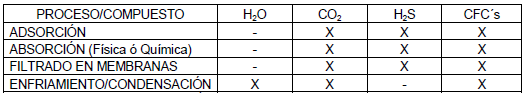 PROCESO/COMPUESTO H₂O CO₂ H₂S CFC´s
ADSORCIÓN - X X X
ABSORCIÓN (Física ó Química) - X X X
FILTRADO EN MEMBRANAS - X X X
ENFRIAMIENTO/CONDENSACIÓN X X - X